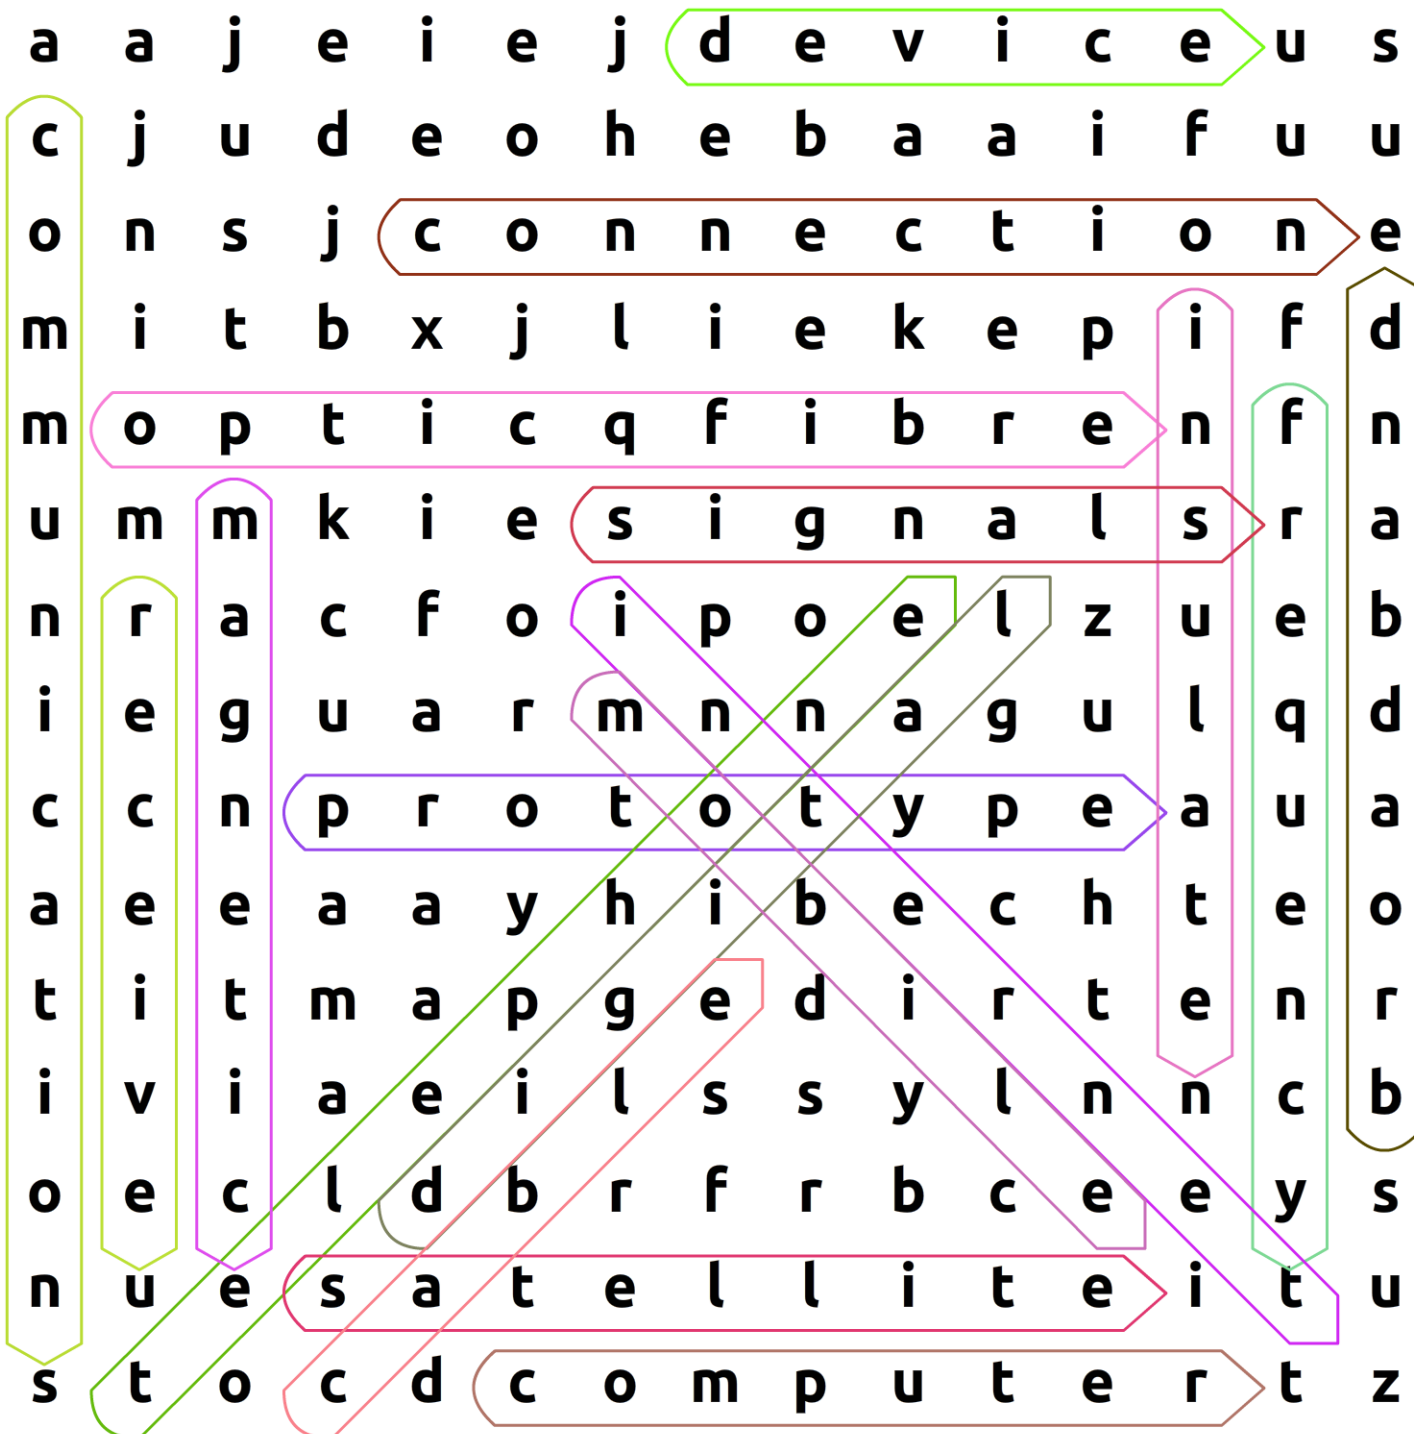 a a j e i e j d e v i c e u s
c j u d e o h e b a a i f u u
o n s j c o n n e c t i o n e
m i t b x j l i e k e p i f d
m o p t i c q f i b r e n f n
u m m k i e s i g n a l s r a
n r a c f o i p o e l z u e b
i e g u a r m n n a g u l q d
c c n p r o t o t y p e a u a
a e e a a y h i b e c h t e o
t i t m a p g e d i r t e n r
i v i a e i l s s y l n n c b
o e c l d b r f r b c e e y s
n u e s a t e l l i t e i t u
s t o c d c o m p u t e r t z